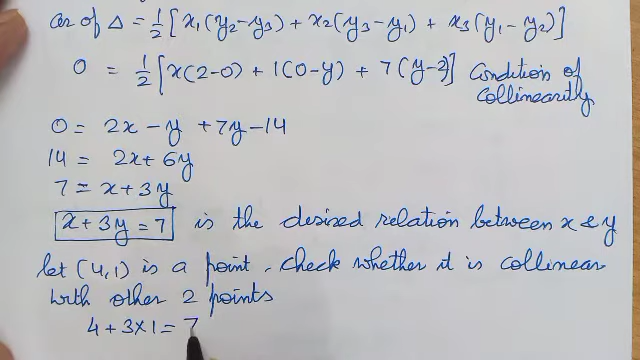 ar of Δ = 1/2 [x₁(y₂-y₃) + x₂(y₃-y₁) + x₃(y₁-y₂)]
0 = 1/2 [x(2-0) + 1(0-y) + 7(y-2)] Condition of
collinearity
0 = 2x - y + 7y - 14
14 = 2x + 6y
7 = x + 3y
x + 3y = 7 is the desired relation between x & y
let (4,1) is a point. check whether it is collinear
with other 2 points
4 + 3×1 = 7